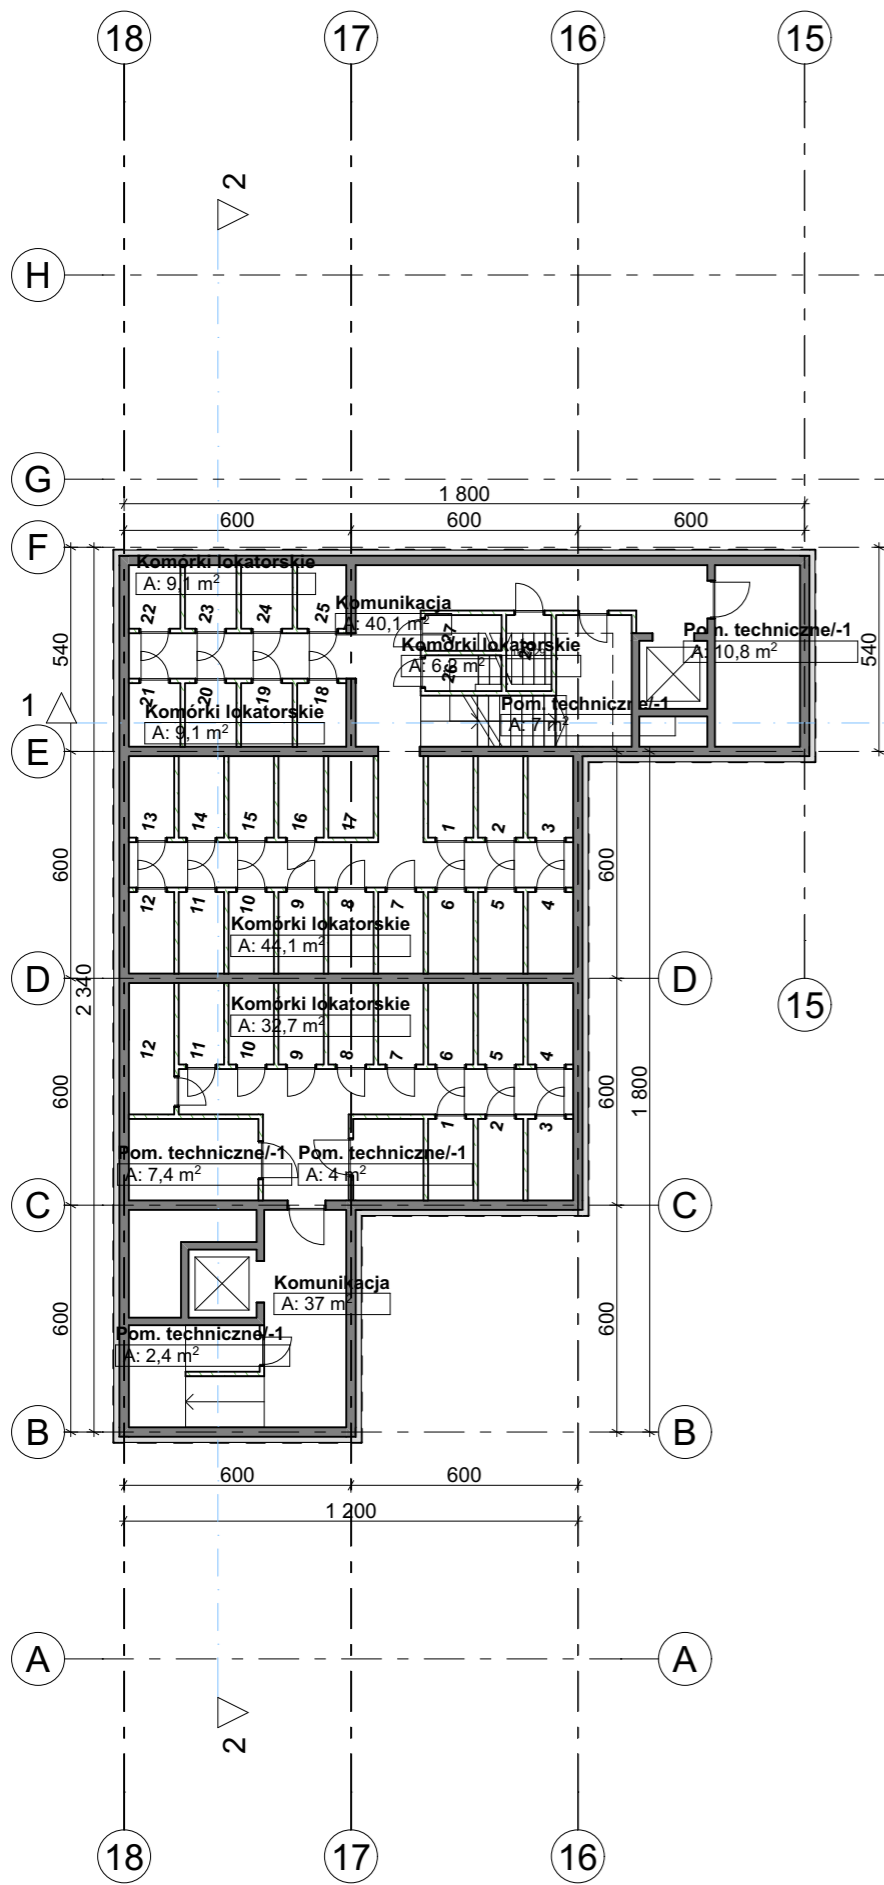 18 17 16 15
2
H
G
1 800
600 600 600
F
Komórki lokatorskie
A: 9,1 m²
22 23 24 25
Komunikacja
A: 40,1 m²
27
Pom. techniczne/-1
A: 10,8 m²
540
540
Komórki lokatorskie
A: 6,2 m²
26
28
21 20 19 18
1
Komórki lokatorskie
A: 9,1 m²
Pom. techniczne/-1
A: 7 m²
E
13 14 15 16 17 1 2 3
600
600
12 11 10 9 8 7 6 5 4
Komórki lokatorskie
A: 44,1 m²
D
D
2 340
Komórki lokatorskie
A: 32,7 m²
15
12 11 10 9 8 7 6 5 4
600
600
1 800
1 2 3
Pom. techniczne/-1
A: 7,4 m²
Pom. techniczne/-1
A: 4 m²
C
C
Komunikacja
A: 37 m²
600
600
Pom. techniczne/-1
A: 2,4 m²
B
B
600 600
1 200
A
A
2
18 17 16